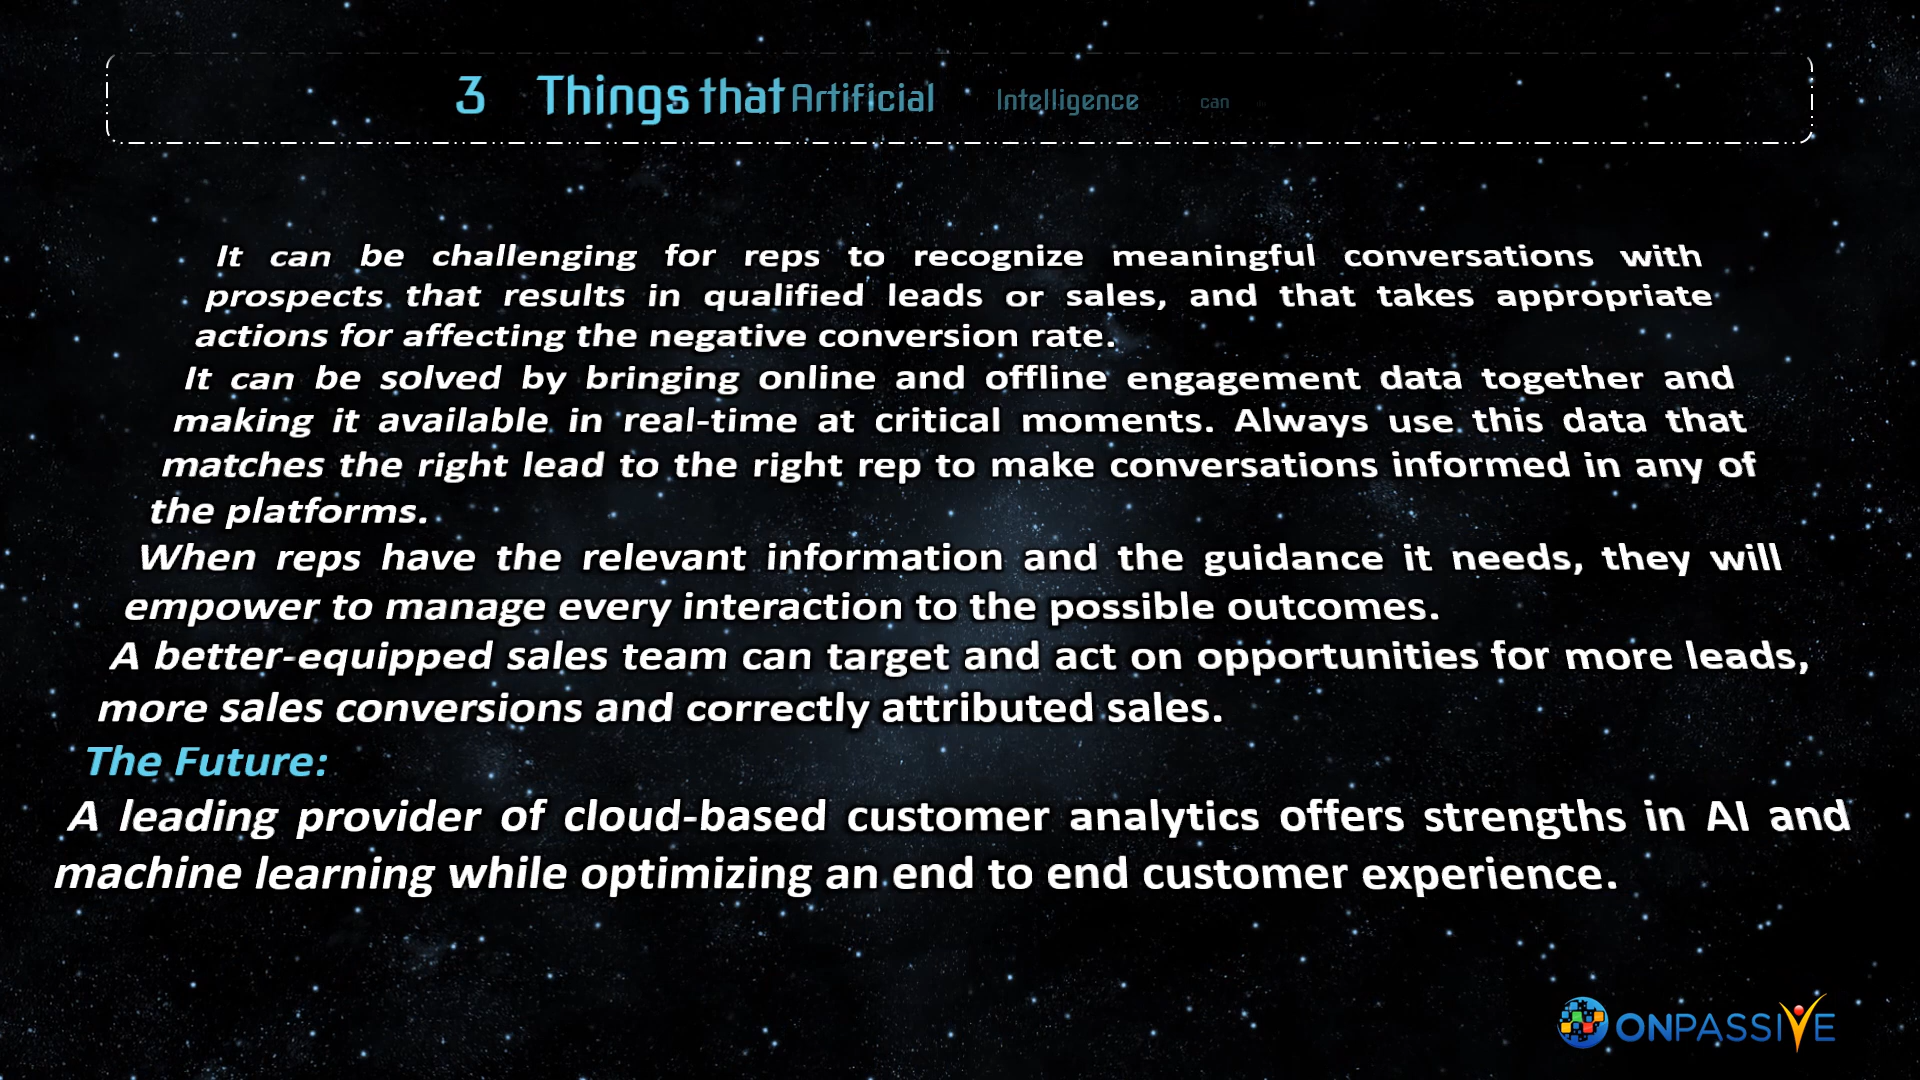 3 Things that Artificial Intelligence can
It can be challenging for reps to recognize meaningful conversations with
prospects that results in qualified leads or sales, and that takes appropriate
actions for affecting the negative conversion rate.
It can be solved by bringing online and offline engagement data together and
making it available in real-time at critical moments. Always use this data that
matches the right lead to the right rep to make conversations informed in any of
the platforms.
When reps have the relevant information and the guidance it needs, they will
empower to manage every interaction to the possible outcomes.
A better-equipped sales team can target and act on opportunities for more leads,
more sales conversions and correctly attributed sales.
The Future:
A leading provider of cloud-based customer analytics offers strengths in AI and
machine learning while optimizing an end to end customer experience.
ONPASSIVE